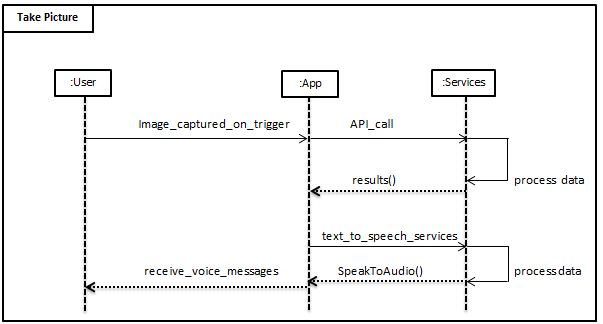 Take Picture
:User
:App
:Services
Image_captured_on_trigger
API_call
results()
process data
text_to_speech_services
receive_voice_messages
SpeakToAudio()
processdata